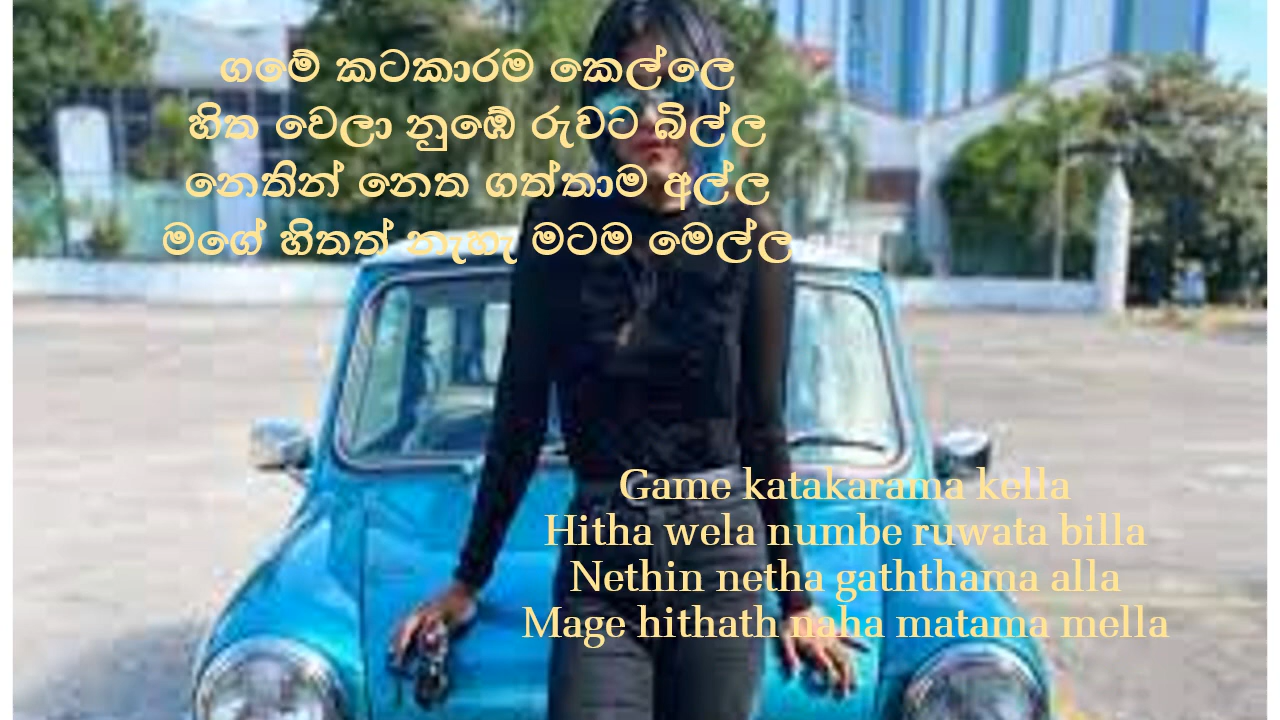 ගමේ කටකාරම කෙල්ලෙ
හිත වෙලා නුඹේ රුවට බිල්ල
නෙතින් නෙත ගත්තාම අල්ල
මගේ හිතත් නැහැ මටම මෙල්ල
Game katakarama kella
Hitha wela numbe ruwata billa
Nethin netha gaththama alla
Mage hithath naha matama mella